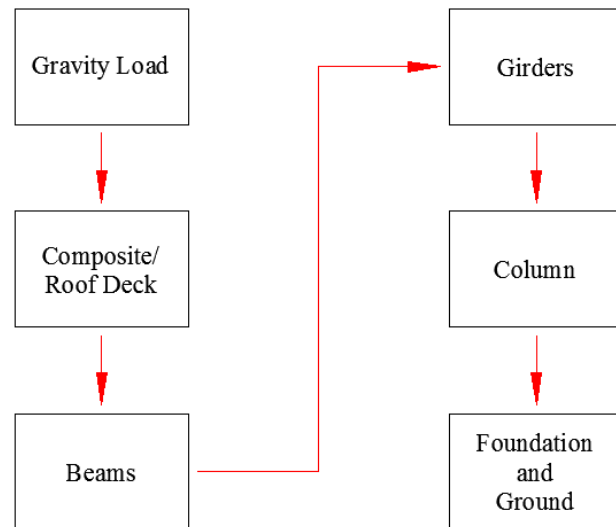 Gravity Load
Composite/
Roof Deck
Beams
Girders
Column
Foundation
and
Ground